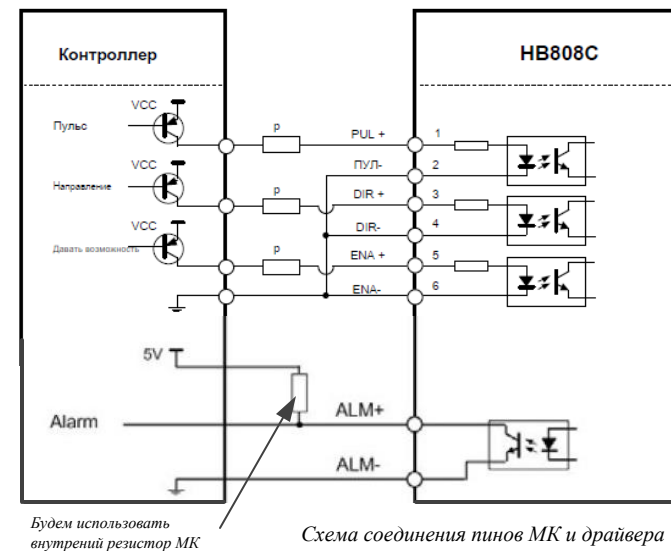 Контроллер
HB808C
VCC
Пульс
р
PUL +
1
ПУЛ-
2
VCC
Направление
р
DIR +
3
DIR-
4
VCC
Давать возможность
р
ENA +
5
ENA-
6
5V
Alarm
ALM+
ALM-
Будем использовать
внутрений резистор МК
Схема соединения пинов МК и драйвера